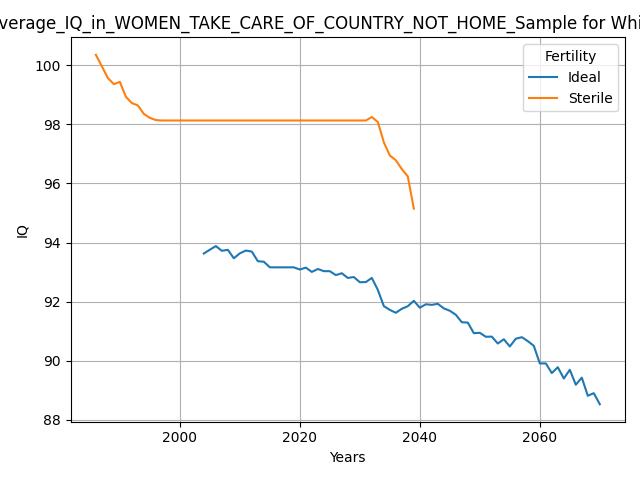 verage_IQ_in_WOMEN_TAKE_CARE_OF_COUNTRY_NOT_HOME_Sample for Whi
Fertility
Ideal
Sterile
100
98
96
94
92
90
88
IQ
2000 2020 2040 2060
Years